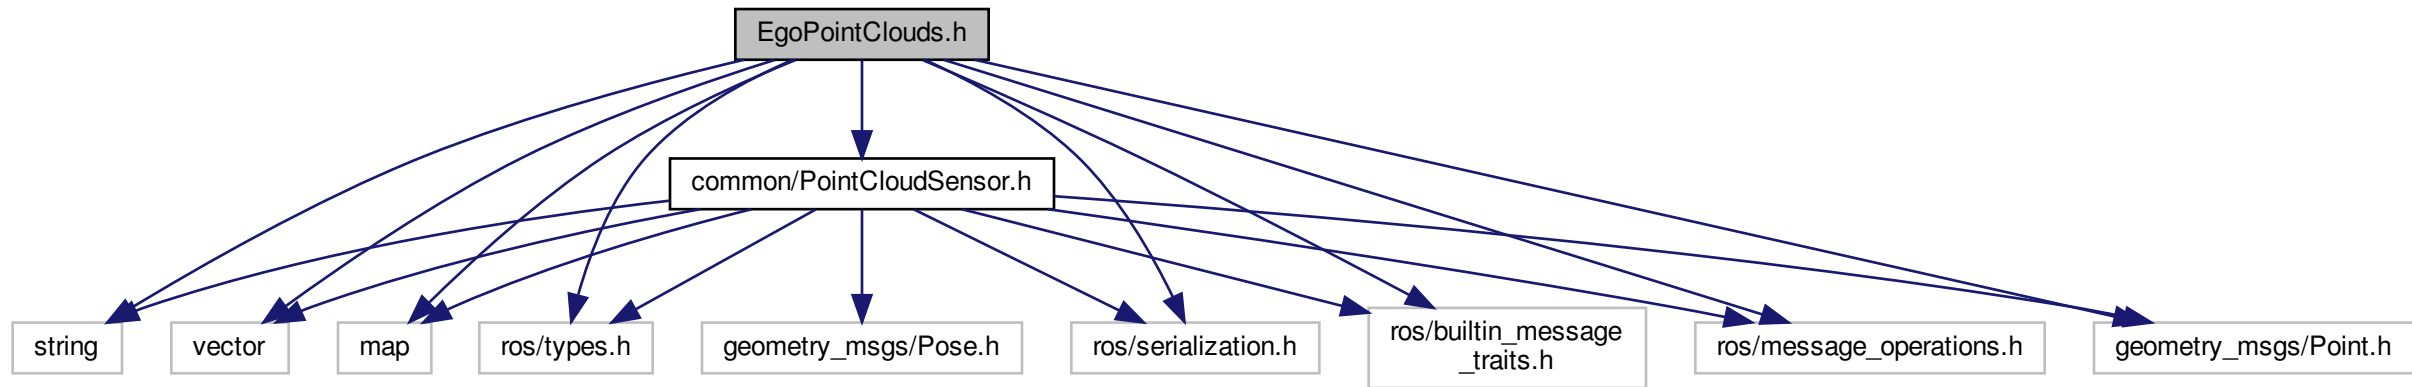 EgoPointClouds.h
common/PointCloudSensor.h
string
vector
map
ros/types.h
geometry_msgs/Pose.h
ros/serialization.h
ros/builtin_message
_traits.h
ros/message_operations.h
geometry_msgs/Point.h